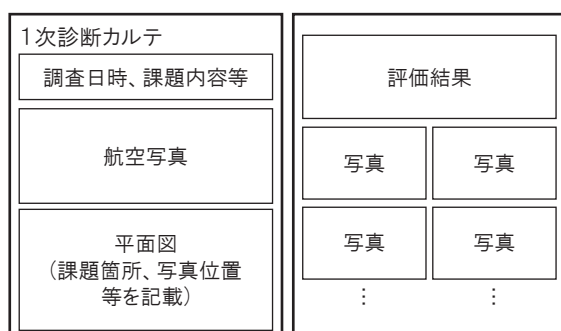 1次診断カルテ
調査日時、課題内容等
航空写真
平面図
(課題箇所、写真位置
等を記載)
評価結果
写真 写真
写真 写真
⋮ ⋮